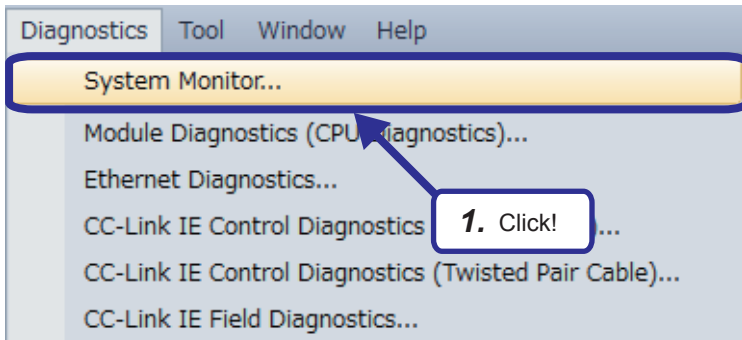 Diagnostics Tool Window Help
System Monitor...
Module Diagnostics (CPU Diagnostics)...
Ethernet Diagnostics...
CC-Link IE Control Diagnostics )...
1. Click!
CC-Link IE Control Diagnostics (Twisted Pair Cable)...
CC-Link IE Field Diagnostics...